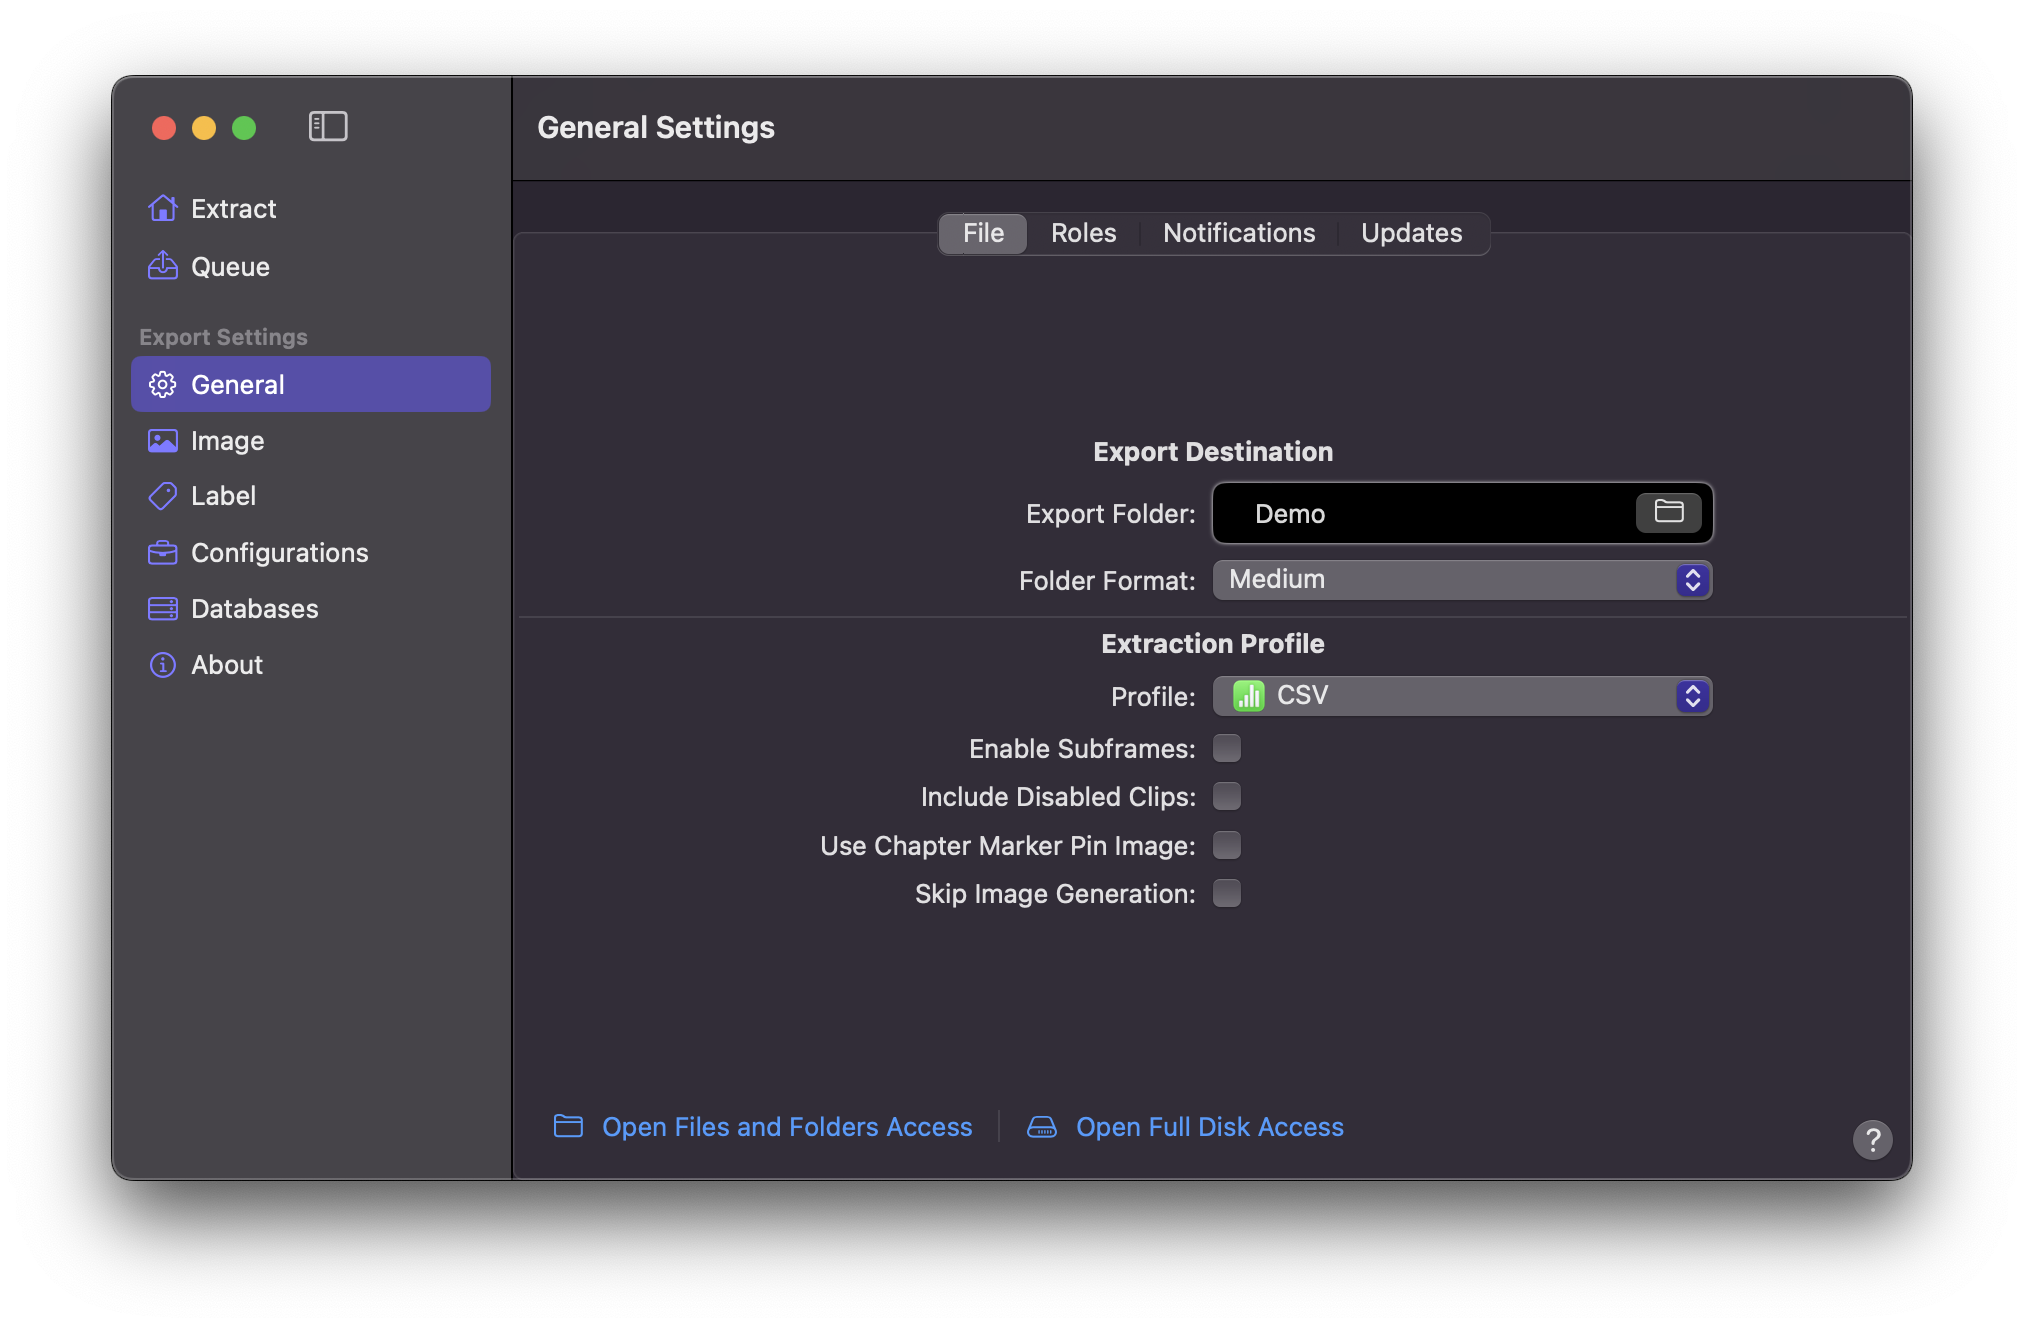 General Settings
Extract
Queue
Export Settings
General
Image
Label
Configurations
Databases
About
File Roles Notifications Updates
Export Destination
Export Folder: Demo
Folder Format: Medium
Extraction Profile
Profile: CSV
Enable Subframes:
Include Disabled Clips:
Use Chapter Marker Pin Image:
Skip Image Generation:
Open Files and Folders Access Open Full Disk Access
?